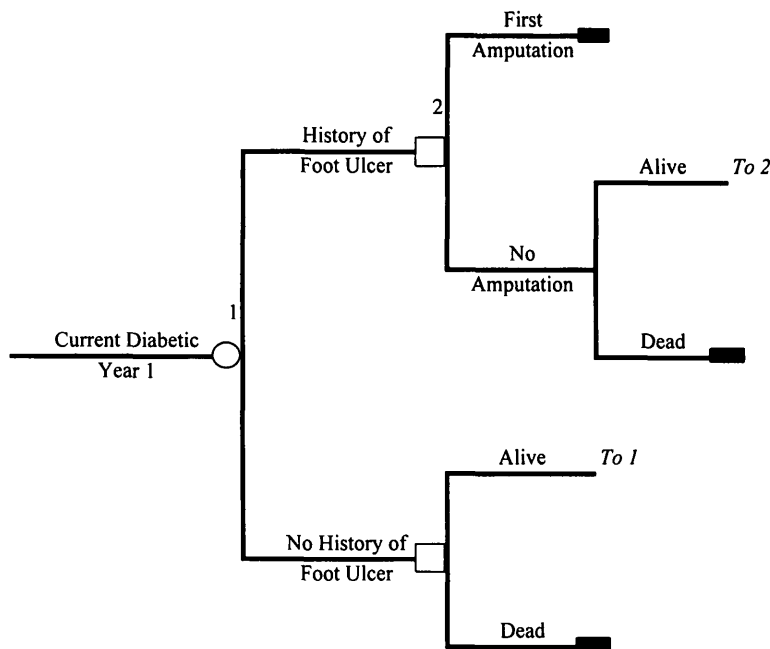 First
Amputation
2
History of
Foot Ulcer
Alive
To 2
No
Amputation
1
Current Diabetic
Year 1
Dead
Alive
To 1
No History of
Foot Ulcer
Dead